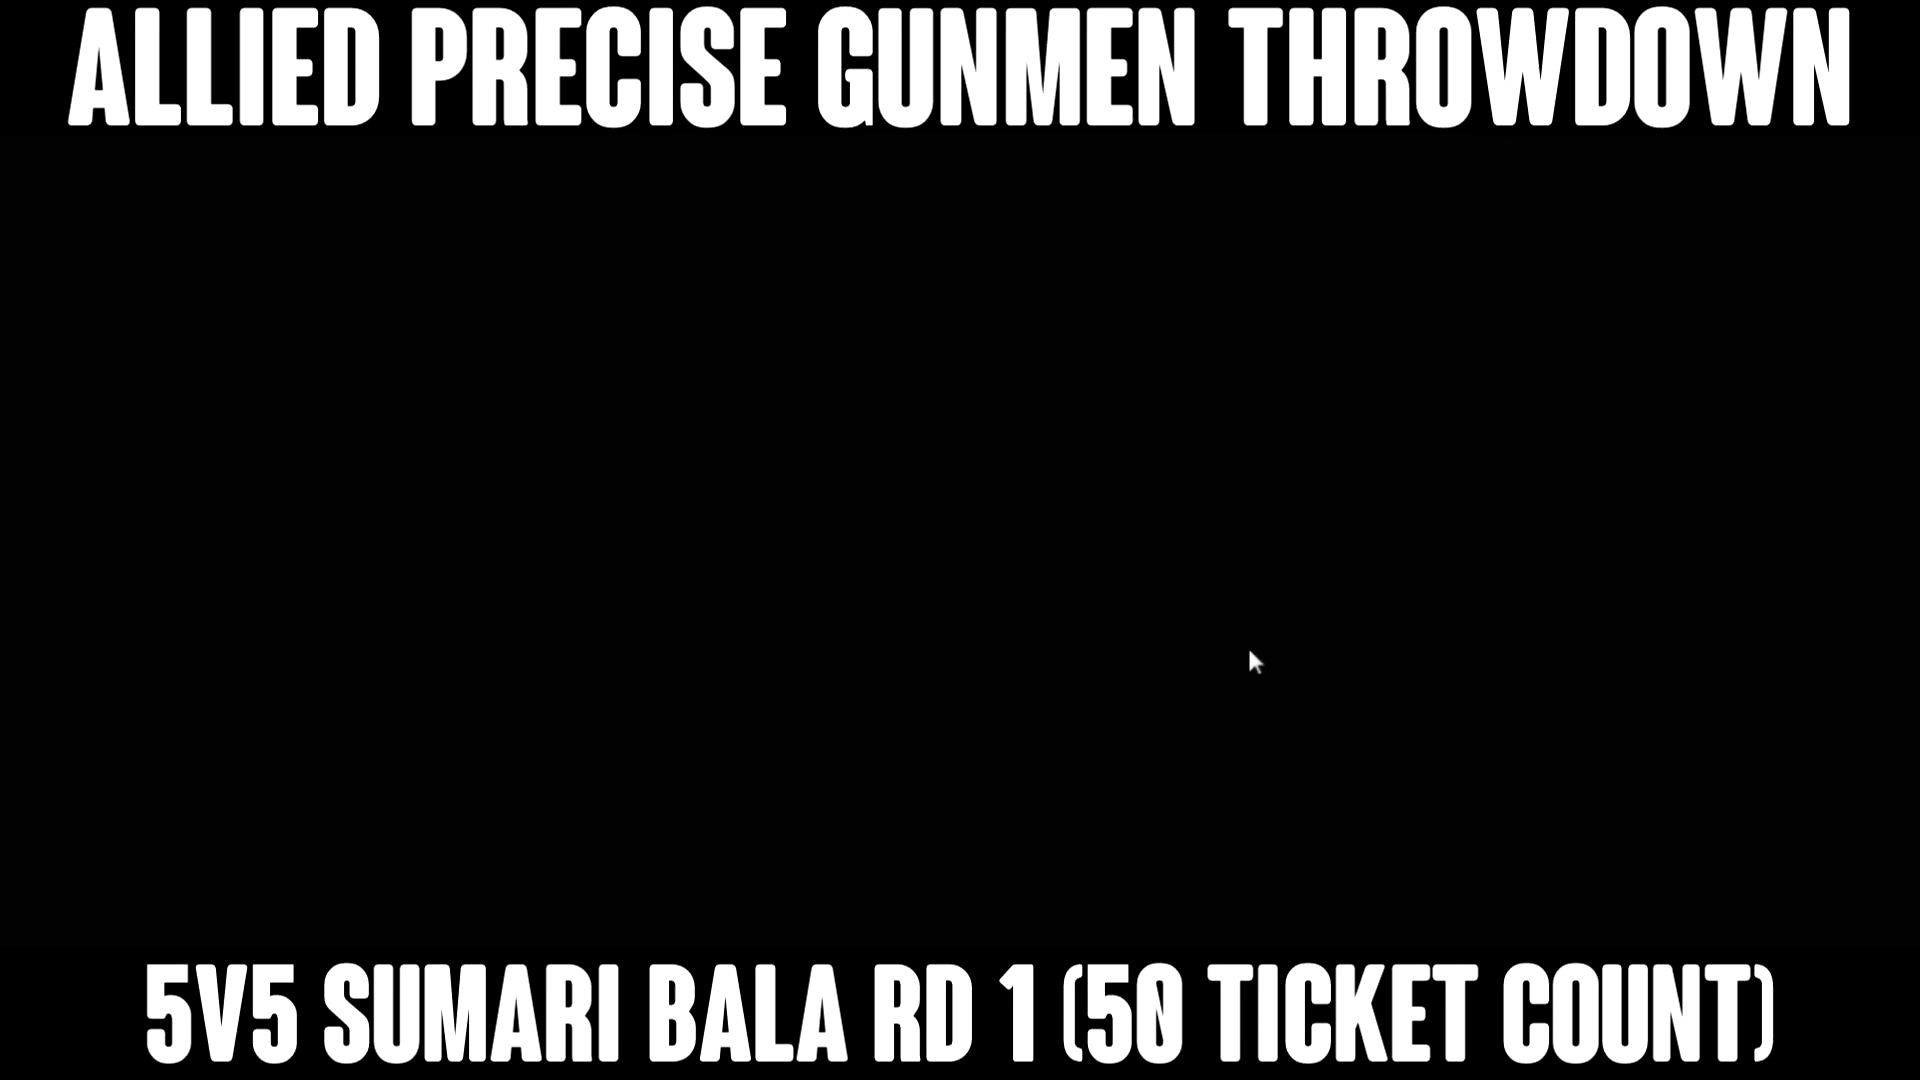 ALLIED PRECISE GUNMEN THROWDOWN
5V5 SUMARI BALA RD 1 (50 TICKET COUNT)